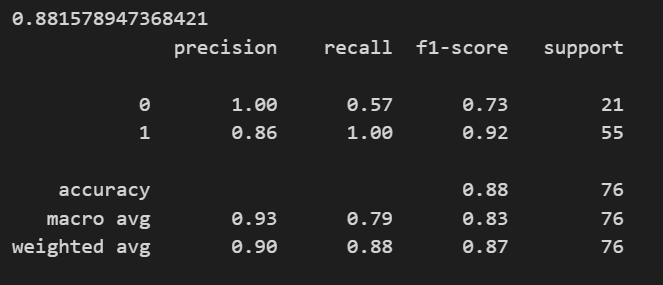 0.881578947368421
precision recall f1-score support
0 1.00 0.57 0.73 21
1 0.86 1.00 0.92 55
accuracy 0.88 76
macro avg 0.93 0.79 0.83 76
weighted avg 0.90 0.88 0.87 76